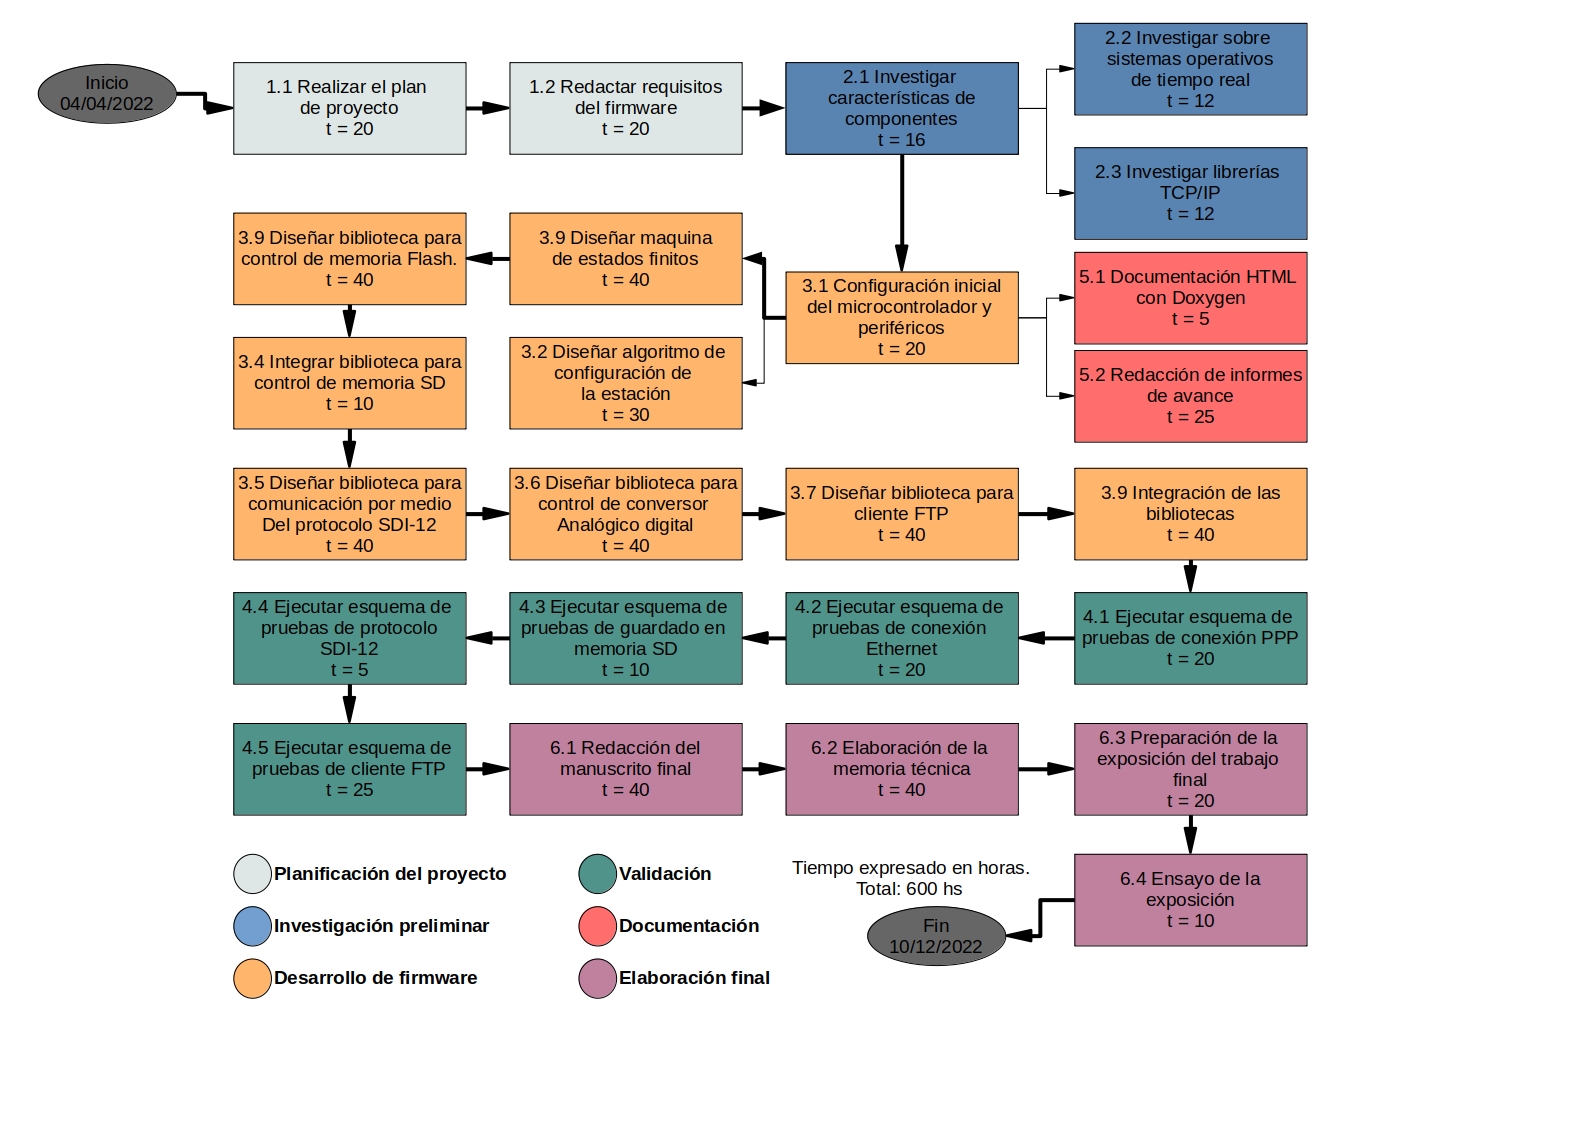 Inicio
04/04/2022
1.1 Realizar el plan
de proyecto
t = 20
1.2 Redactar requisitos
del firmware
t = 20
2.1 Investigar
características de
componentes
t = 16
2.2 Investigar sobre
sistemas operativos
de tiempo real
t = 12
2.3 Investigar librerías
TCP/IP
t = 12
3.9 Diseñar biblioteca para
control de memoria Flash.
t = 40
3.9 Diseñar maquina
de estados finitos
t = 40
3.1 Configuración inicial
del microcontrolador y
periféricos
t = 20
5.1 Documentación HTML
con Doxygen
t = 5
3.4 Integrar biblioteca para
control de memoria SD
t = 10
3.2 Diseñar algoritmo de
configuración de
la estación
t = 30
5.2 Redacción de informes
de avance
t = 25
3.5 Diseñar biblioteca para
comunicación por medio
Del protocolo SDI-12
t = 40
3.6 Diseñar biblioteca para
control de conversor
Analógico digital
t = 40
3.7 Diseñar biblioteca para
cliente FTP
t = 40
3.9 Integración de las
bibliotecas
t = 40
4.4 Ejecutar esquema de
pruebas de protocolo
SDI-12
t = 5
4.3 Ejecutar esquema de
pruebas de guardado en
memoria SD
t = 10
4.2 Ejecutar esquema de
pruebas de conexión
Ethernet
t = 20
4.1 Ejecutar esquema de
pruebas de conexión PPP
t = 20
4.5 Ejecutar esquema de
pruebas de cliente FTP
t = 25
6.1 Redacción del
manuscrito final
t = 40
6.2 Elaboración de la
memoria técnica
t = 40
6.3 Preparación de la
exposición del trabajo
final
t = 20
Planificación del proyecto
Investigación preliminar
Desarrollo de firmware
Validación
Documentación
Elaboración final
Tiempo expresado en horas.
Total: 600 hs
Fin
10/12/2022
6.4 Ensayo de la
exposición
t = 10